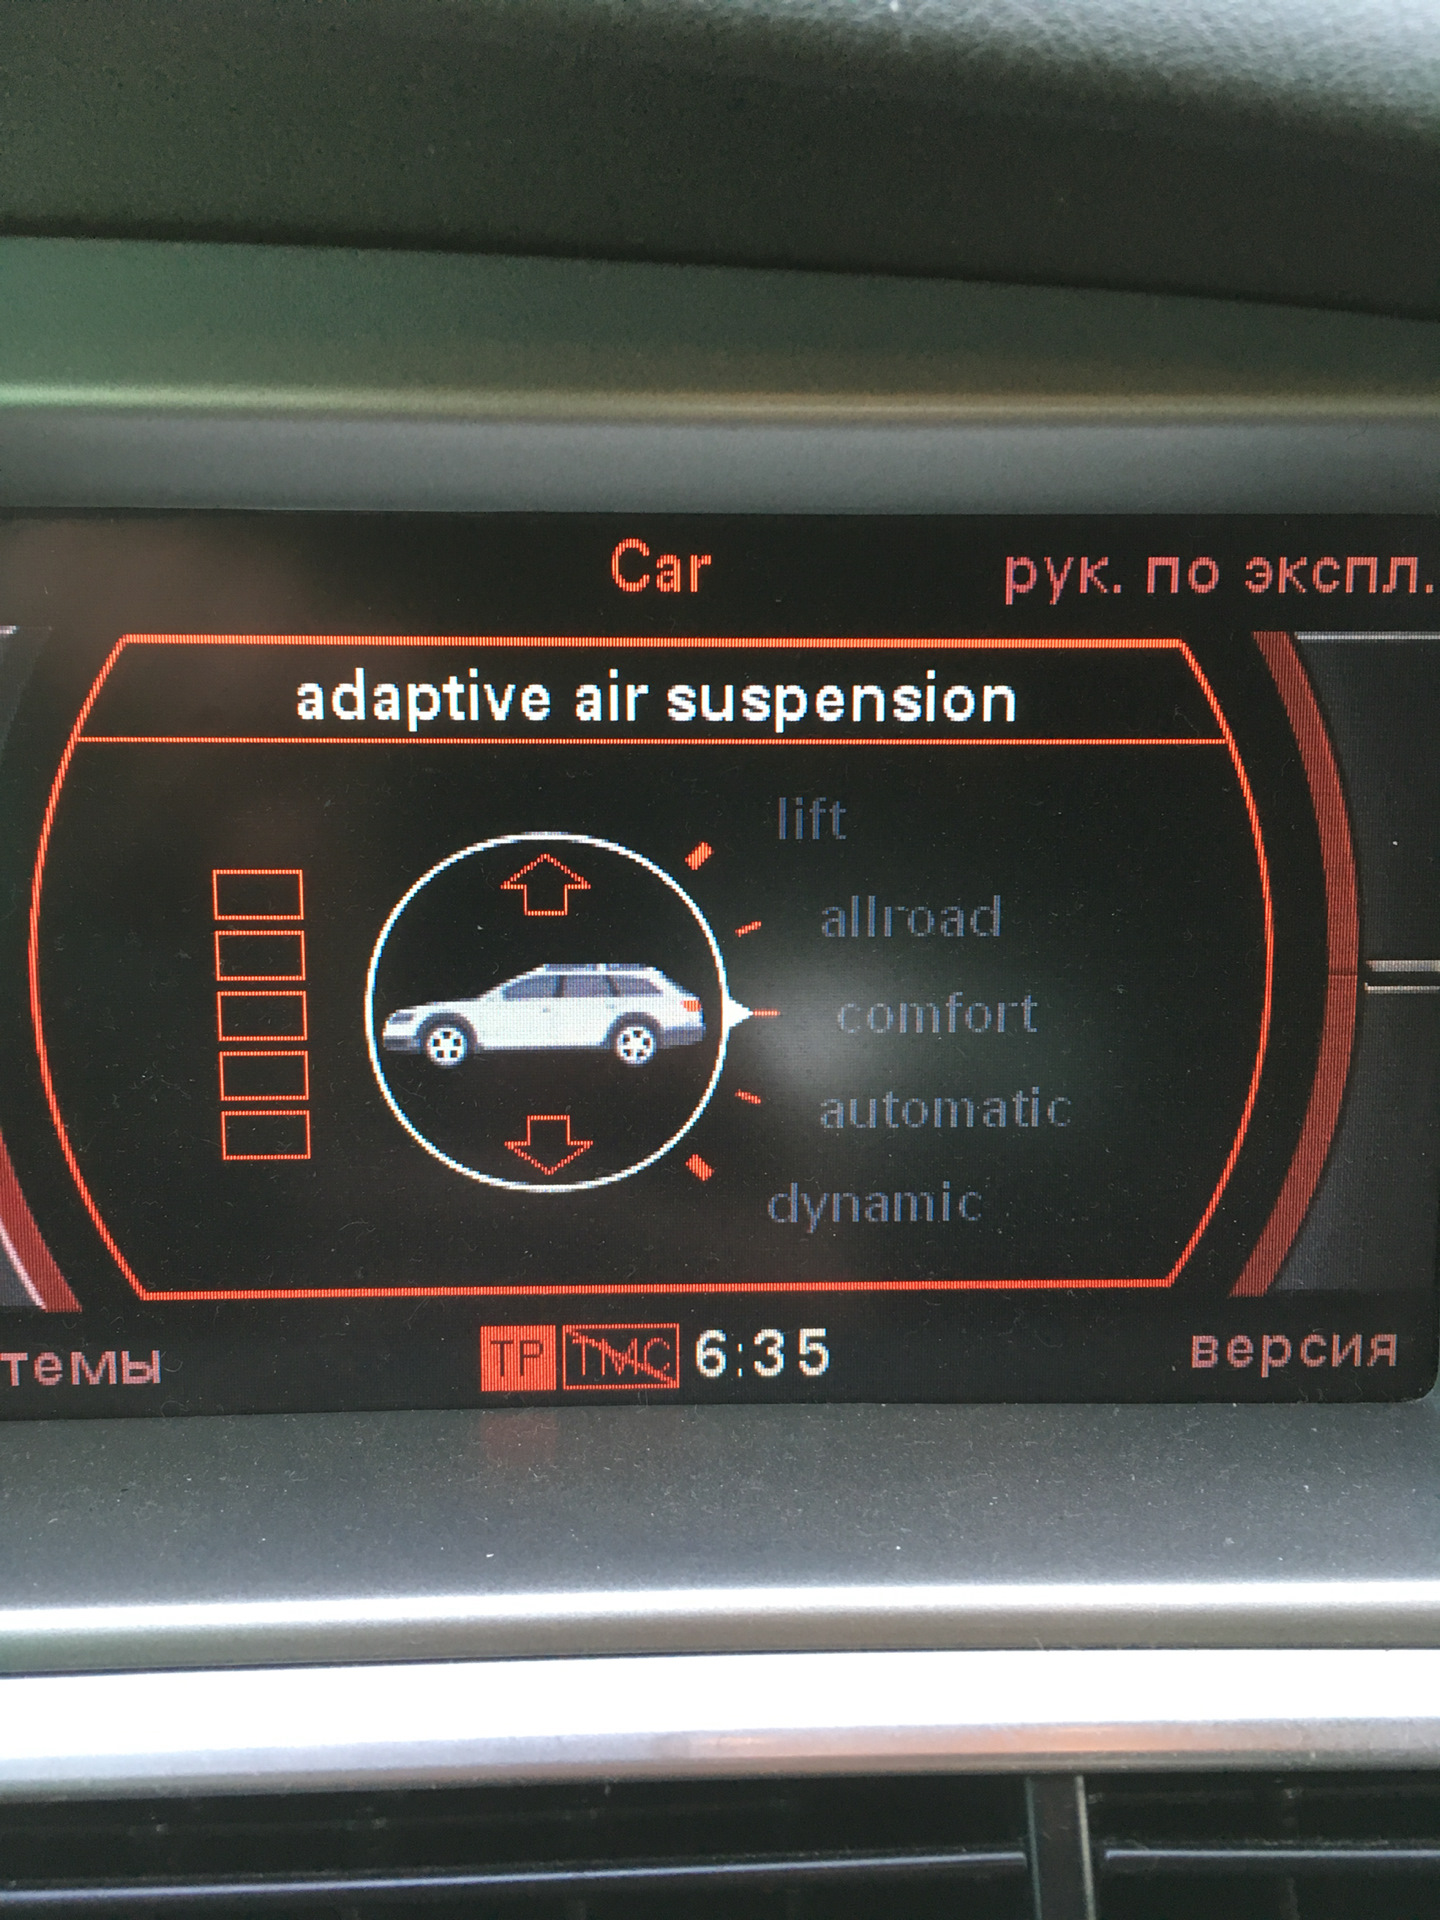 Car
рук. по экспл.
adaptive air suspension
lift
allroad
comfort
automatic
dynamic
темы
TP TMC 6:35
версия